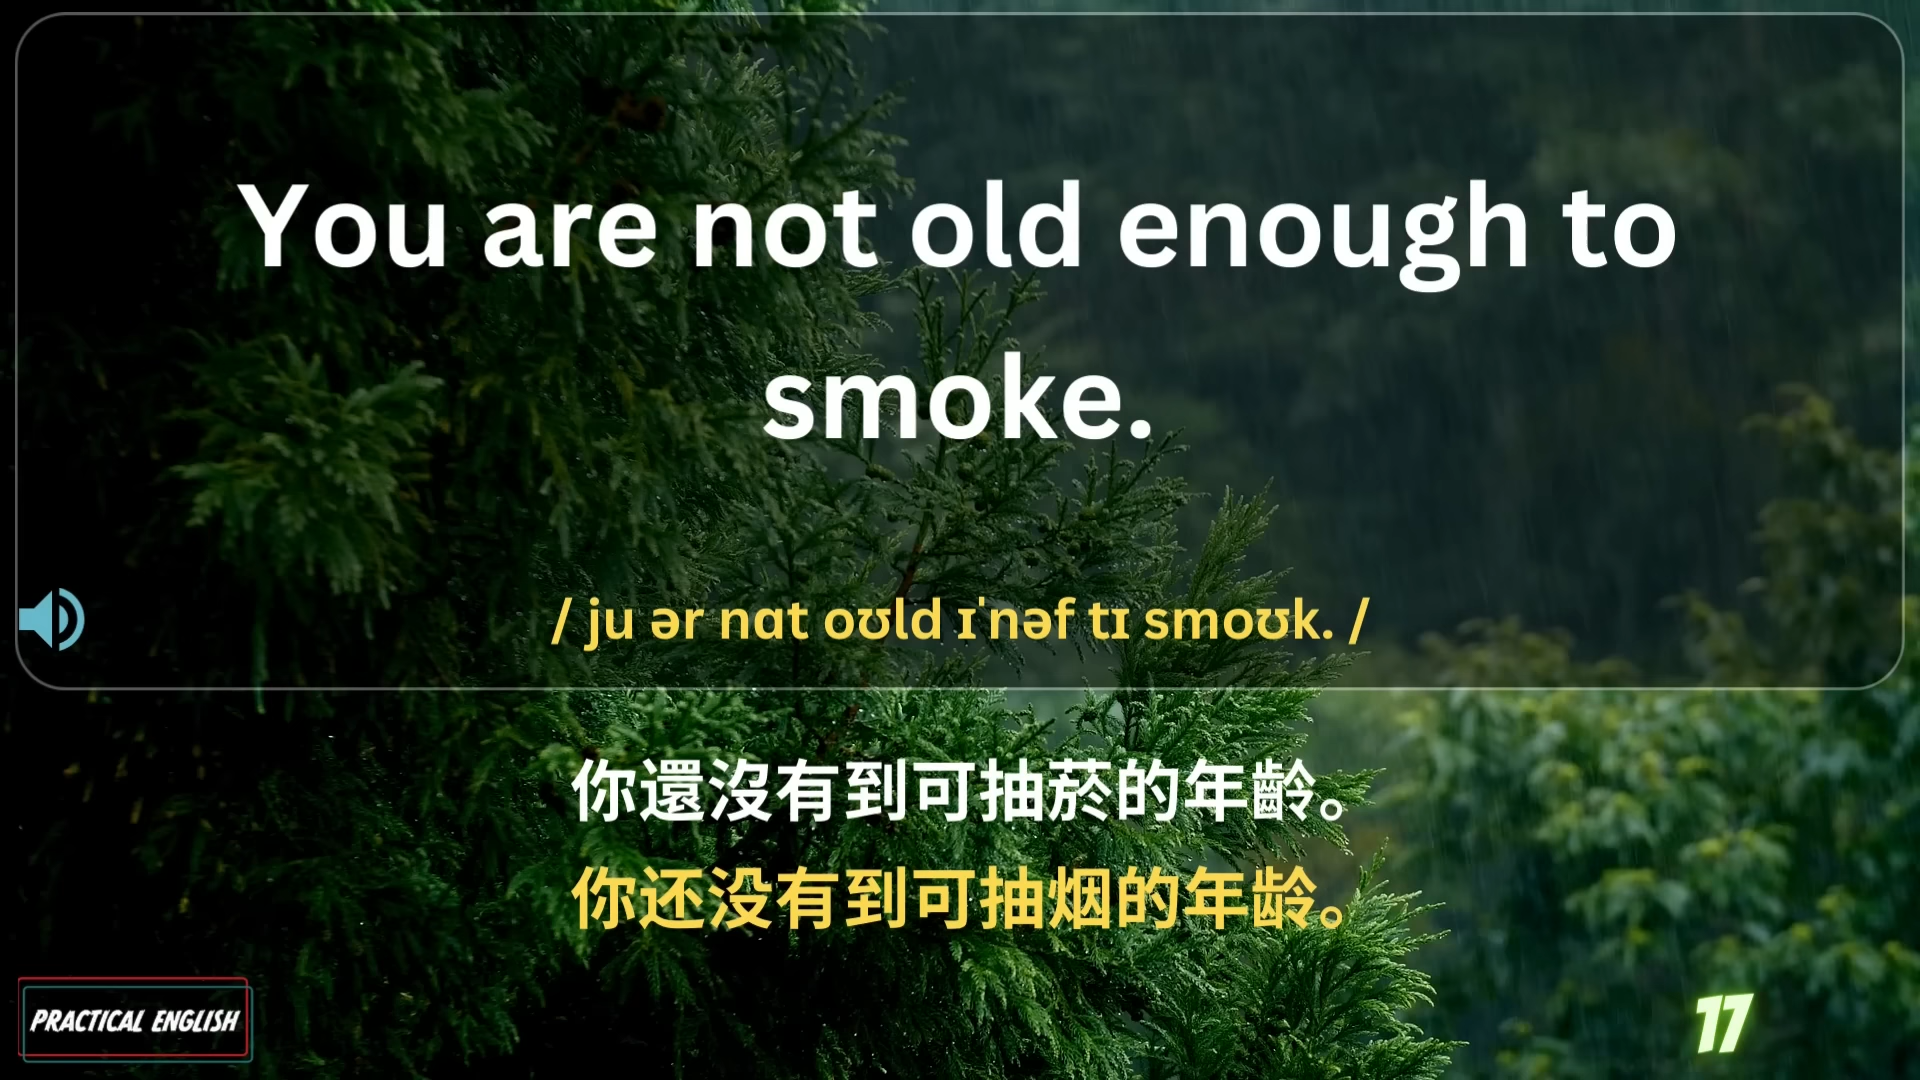 You are not old enough to
smoke.
/ ju ər nɑt oʊld ɪˈnəf tɪ smoʊk. /
你還沒有到可抽菸的年齡。
你还没有到可抽烟的年龄。
PRACTICAL ENGLISH
17